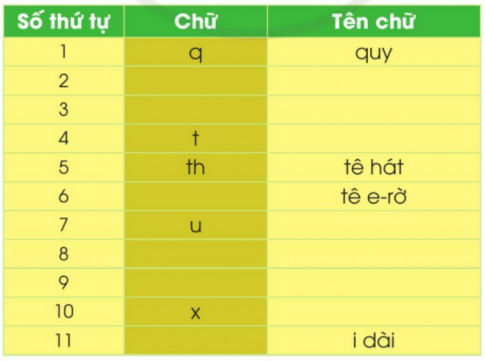 Số thứ tự Chữ Tên chữ
1 q quy
2
3
4 t
5 th tê hát
6 tê e-rờ
7 u
8
9
10 x
11 i dài